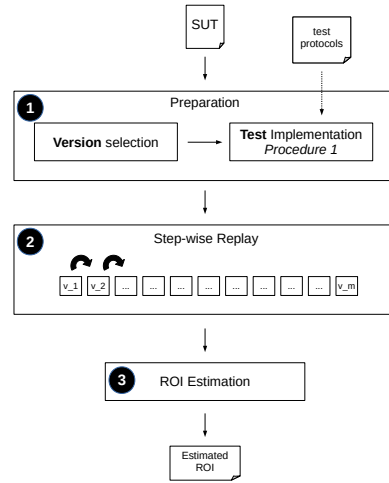 SUT
test
protocols
1
Preparation
Version selection
Test Implementation
Procedure 1
2
Step-wise Replay
v_1 v_2 ... ... ... ... ... ... ... ... v_m
3
ROI Estimation
Estimated
ROI